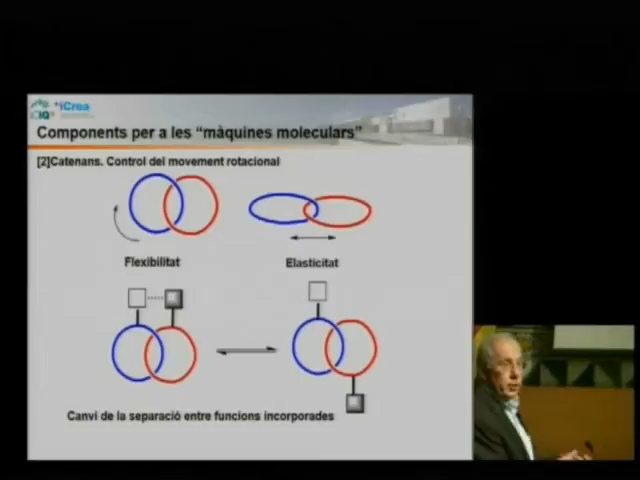 iCrea
iCIQ
Components per a les “màquines moleculars”
[2]Catenans. Control del movement rotacional
Flexibilitat
Elasticitat
Canvi de la separació entre funcions incorporades